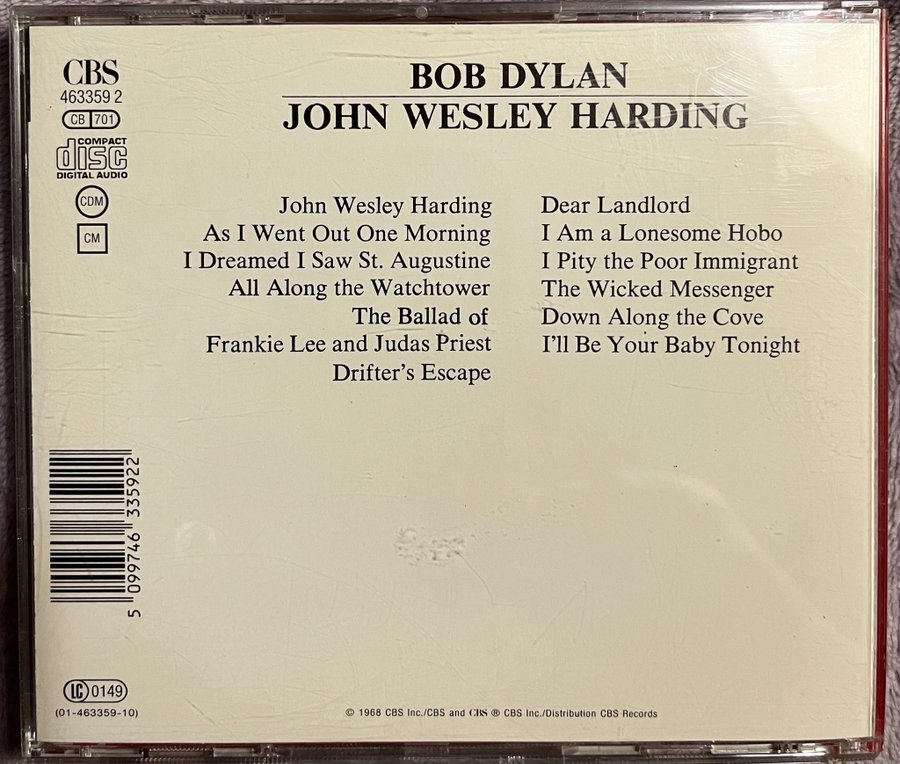 CBS
463359 2
CB 701
COMPACT
disc
DIGITAL AUDIO
CDM
CM
BOB DYLAN
JOHN WESLEY HARDING
John Wesley Harding
As I Went Out One Morning
I Dreamed I Saw St. Augustine
All Along the Watchtower
The Ballad of
Frankie Lee and Judas Priest
Drifter's Escape
Dear Landlord
I Am a Lonesome Hobo
I Pity the Poor Immigrant
The Wicked Messenger
Down Along the Cove
I'll Be Your Baby Tonight
5 099746 335922
LC 0149
(01-463359-10)
© 1968 CBS Inc./CBS and CBS ® CBS Inc./Distribution CBS Records